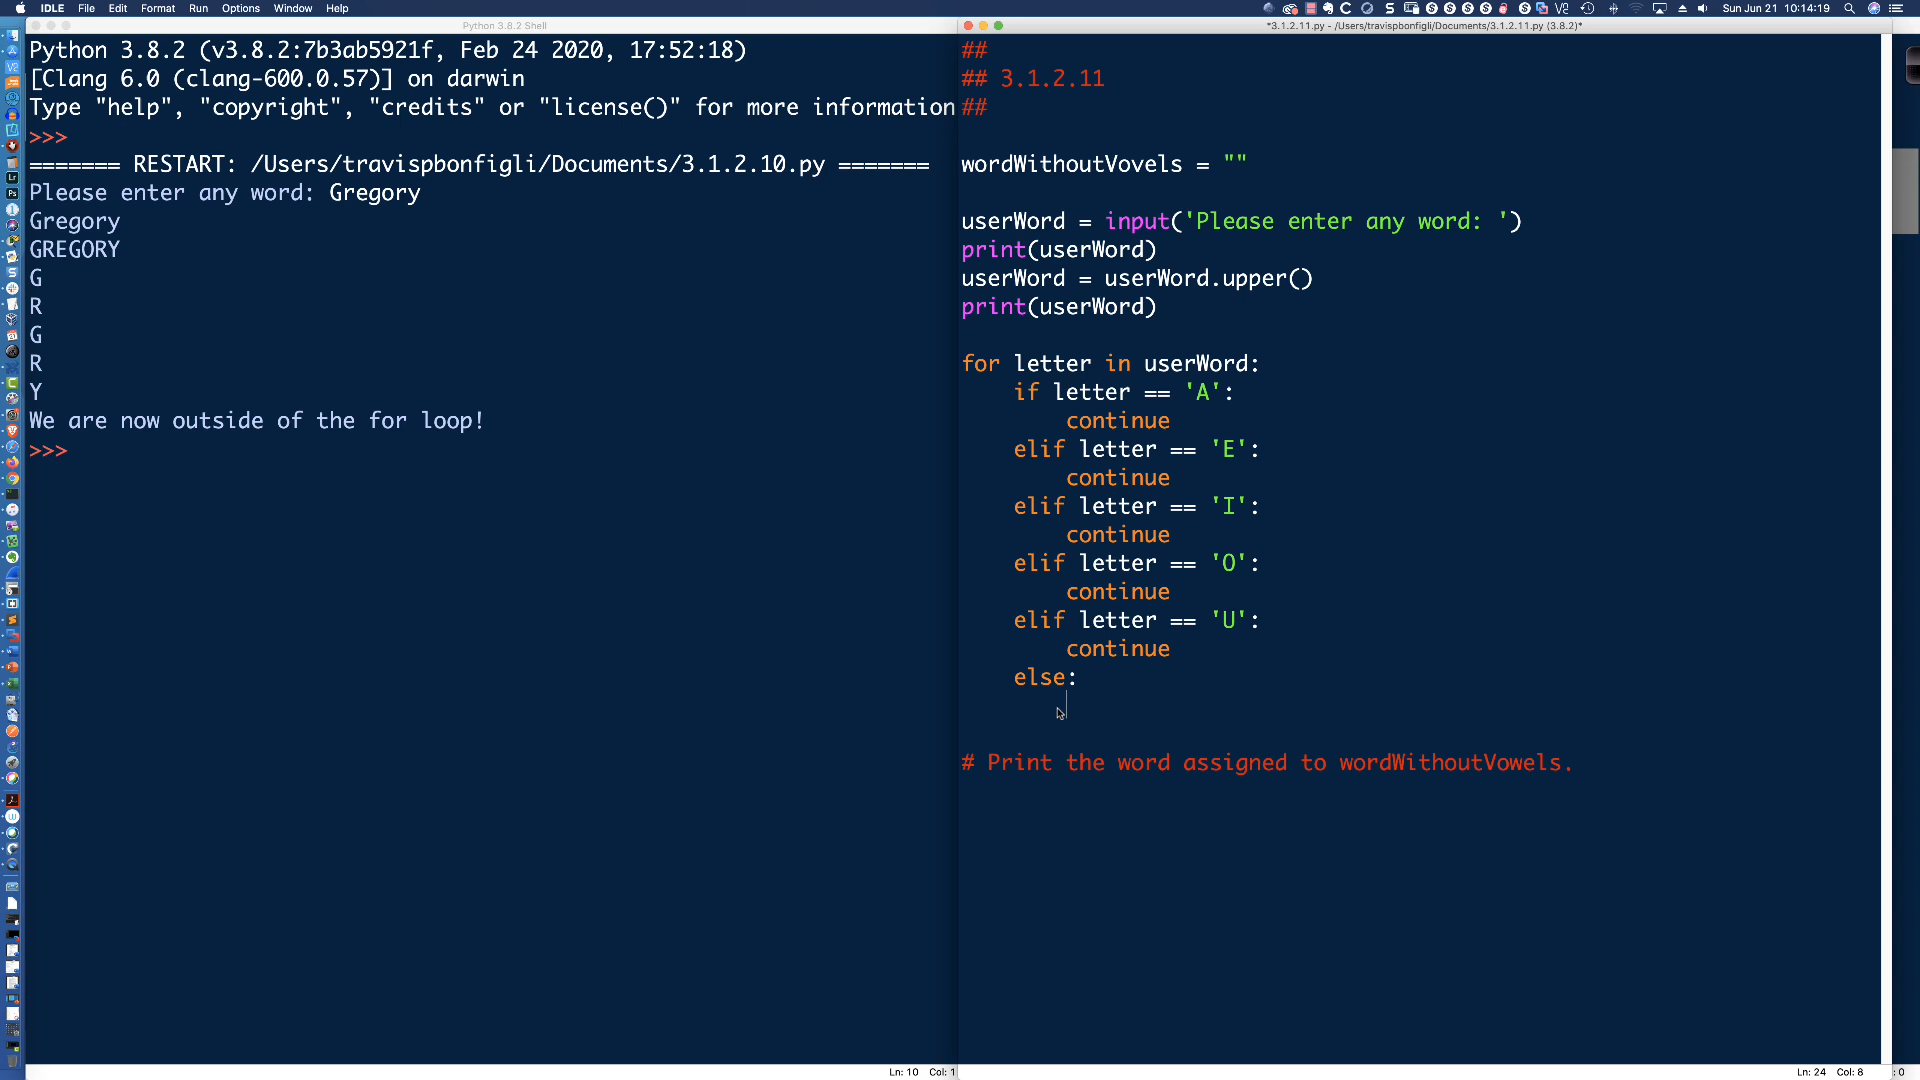 IDLE File Edit Format Run Options Window Help
Sun Jun 21 10:14:19
Python 3.8.2 Shell
Python 3.8.2 (v3.8.2:7b3ab5921f, Feb 24 2020, 17:52:18)
[Clang 6.0 (clang-600.0.57)] on darwin
Type "help", "copyright", "credits" or "license()" for more information
>>>
======= RESTART: /Users/travispbonfigli/Documents/3.1.2.10.py =======
Please enter any word: Gregory
Gregory
GREGORY
G
R
G
R
Y
We are now outside of the for loop!
>>>
Ln: 10 Col: 1
*3.1.2.11.py - /Users/travispbonfigli/Documents/3.1.2.11.py (3.8.2)*
##
## 3.1.2.11
##
wordWithoutVovels = ""
userWord = input('Please enter any word: ')
print(userWord)
userWord = userWord.upper()
print(userWord)
for letter in userWord:
if letter == 'A':
continue
elif letter == 'E':
continue
elif letter == 'I':
continue
elif letter == 'O':
continue
elif letter == 'U':
continue
else:
# Print the word assigned to wordWithoutVowels.
Ln: 24 Col: 8
: 0